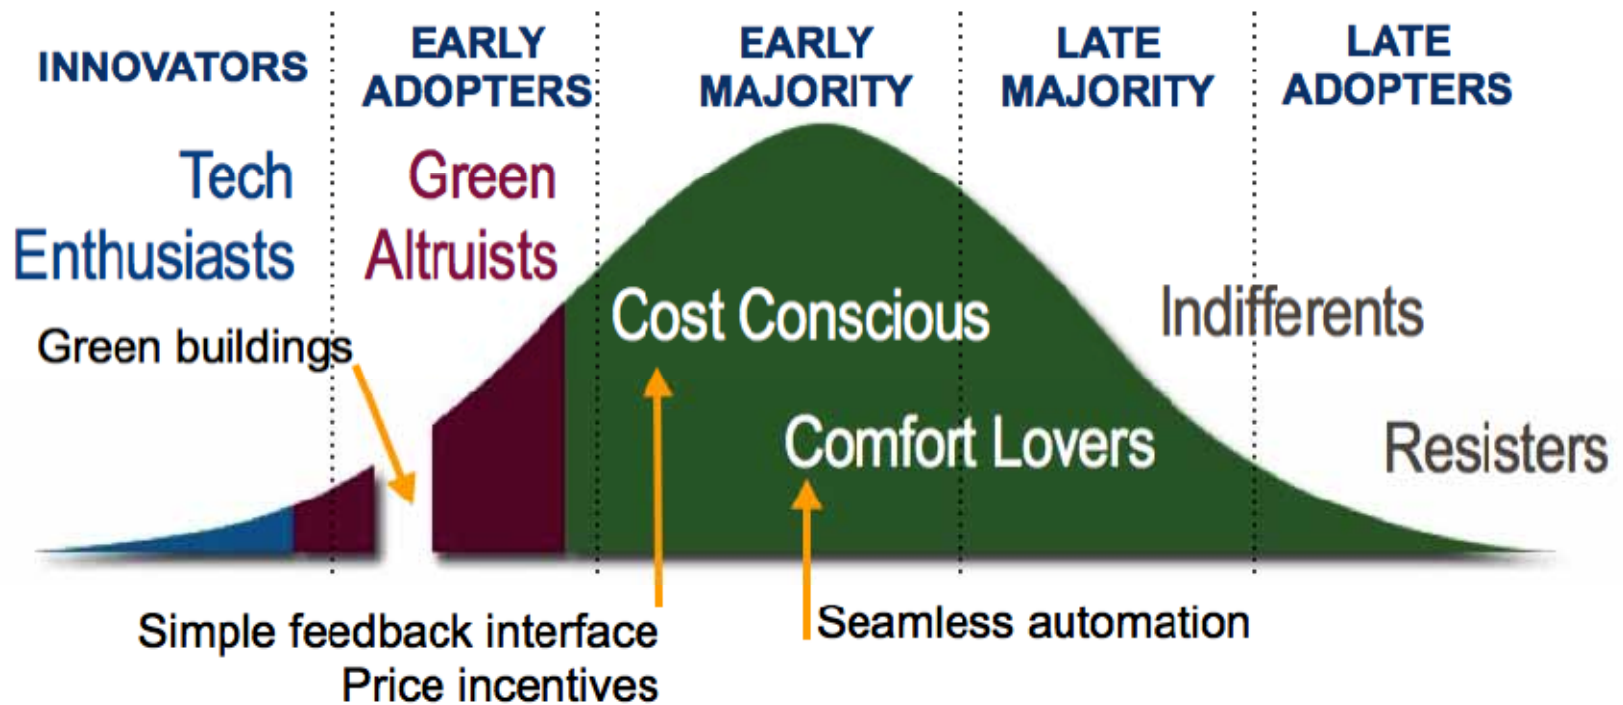 INNOVATORS
EARLY
ADOPTERS
EARLY
MAJORITY
LATE
MAJORITY
LATE
ADOPTERS
Tech
Enthusiasts
Green
Altruists
Green buildings
Cost Conscious
Comfort Lovers
Indifferents
Resisters
Simple feedback interface
Price incentives
Seamless automation